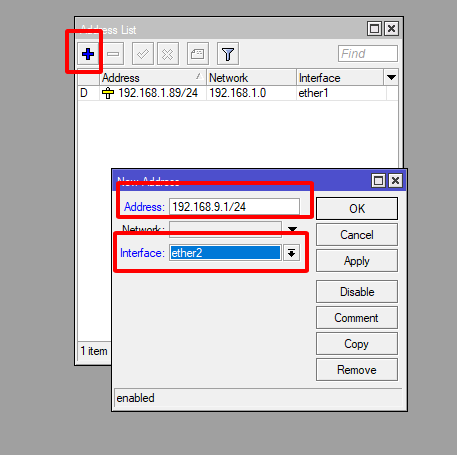 Address List
Find
Address Network Interface
D 192.168.1.89/24 192.168.1.0 ether1
New Address
Address: 192.168.9.1/24 OK
Network: Cancel
Interface: ether2 Apply
Disable
Comment
Copy
Remove
1 item
enabled